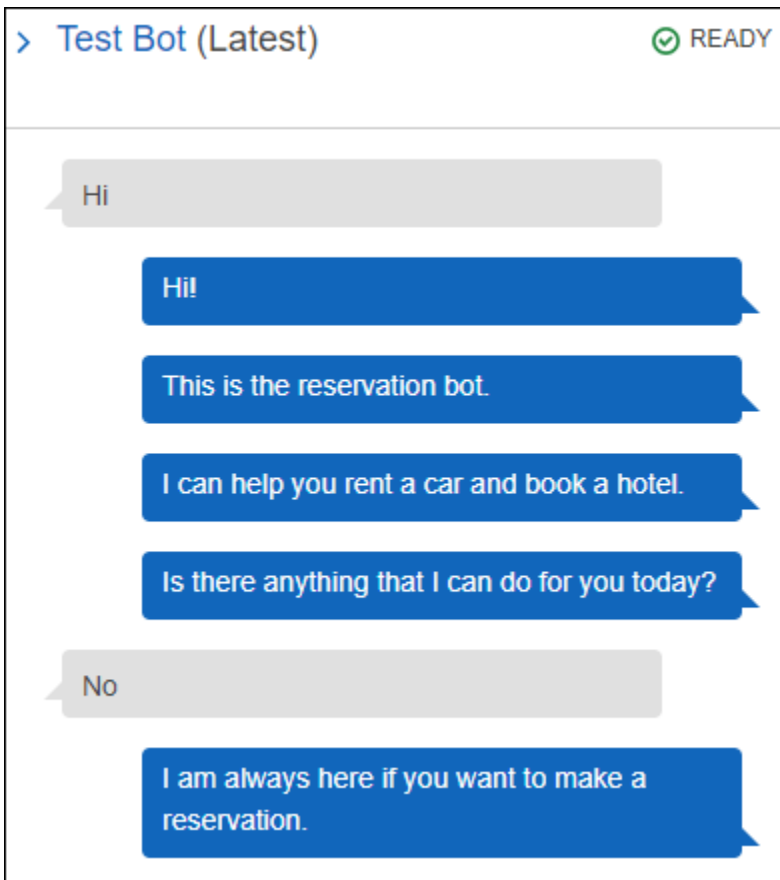 Test Bot (Latest) READY
Hi
Hi!
This is the reservation bot.
I can help you rent a car and book a hotel.
Is there anything that I can do for you today?
No
I am always here if you want to make a
reservation.